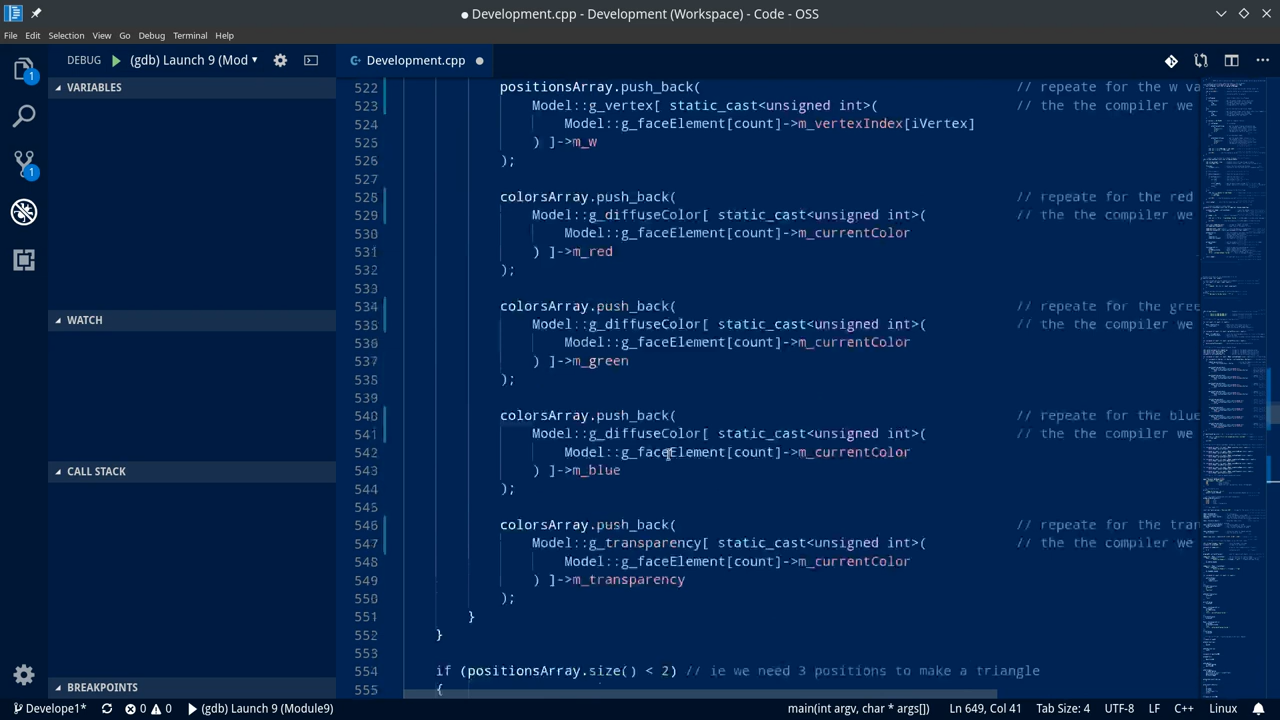 Development.cpp - Development (Workspace) - Code - OSS
File Edit Selection View Go Debug Terminal Help
DEBUG (gdb) Launch 9 (Mod
Development.cpp
VARIABLES
WATCH
CALL STACK
BREAKPOINTS
1
1
522 positionsArray.push_back( // repeate for the w va
523 Model::g_vertex[ static_cast<unsigned int>( // the the compiler we
524 Model::g_faceElement[count]->m_vertexIndex[iVertex]
525 ) ]->m_w
526 );
527
528 colorsArray.push_back( // repeate for the red
529 Model::g_diffuseColor[ static_cast<unsigned int>( // the the compiler we
530 Model::g_faceElement[count]->m_currentColor
531 ) ]->m_red
532 );
533
534 colorsArray.push_back( // repeate for the gree
535 Model::g_diffuseColor[ static_cast<unsigned int>( // the the compiler we
536 Model::g_faceElement[count]->m_currentColor
537 ) ]->m_green
538 );
539
540 colorsArray.push_back( // repeate for the blue
541 Model::g_diffuseColor[ static_cast<unsigned int>( // the the compiler we
542 Model::g_faceElement[count]->m_currentColor
543 ) ]->m_blue
544 );
545
546 colorsArray.push_back( // repeate for the tran
547 Model::g_transparency[ static_cast<unsigned int>( // the the compiler we
548 Model::g_faceElement[count]->m_currentColor
549 ) ]->m_transparency
550 );
551 }
552 }
553
554 if (positionsArray.size() < 2) // ie we need 3 positions to make a triangle
555 {
Develop 0 0 (gdb) Launch 9 (Module9) main(int argv, char * args[]) Ln 649, Col 41 Tab Size: 4 UTF-8 LF C++ Linux